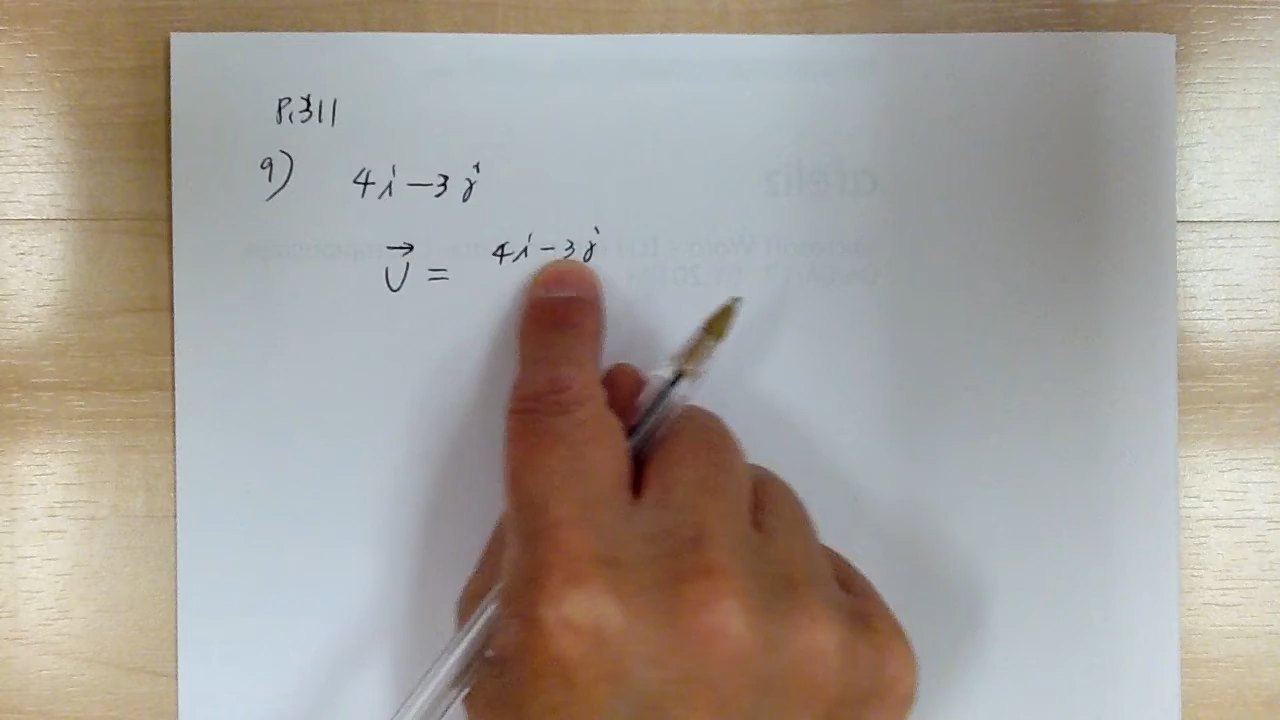 P.311
9) 4i-3j
→
U = 4i-3j